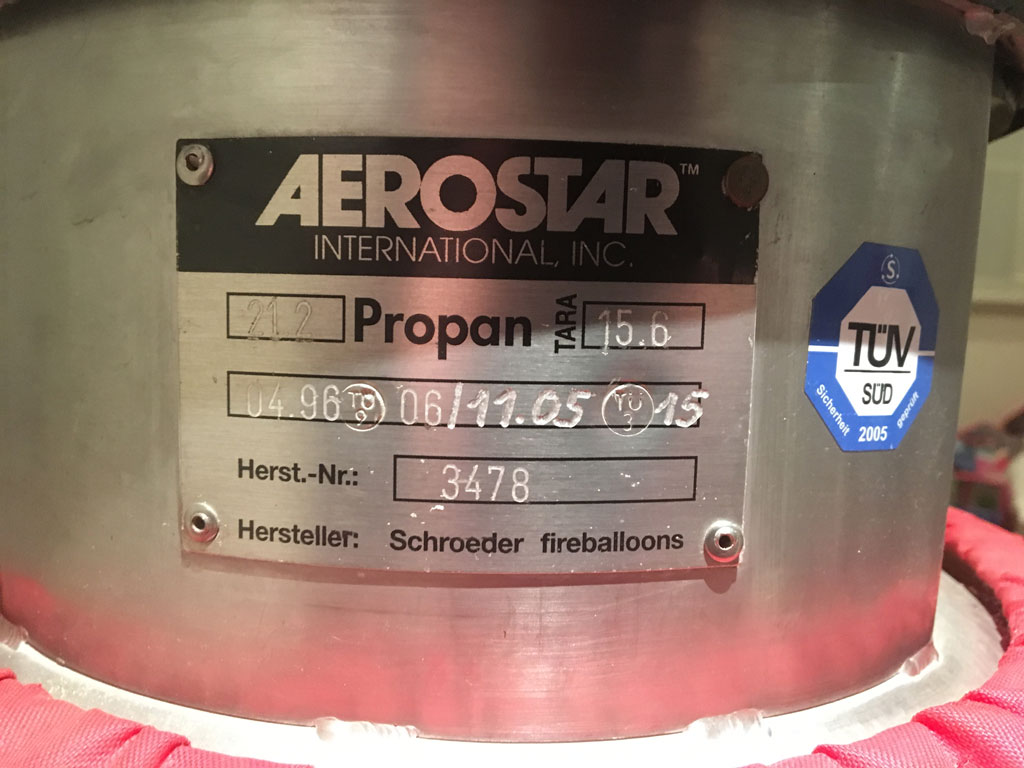 AEROSTAR™
INTERNATIONAL, INC.
21.2 Propan TARA 15.6
04.96 TÜ 9 06/11.05 TÜ 3 15
Herst.-Nr.: 3478
Hersteller: Schroeder fireballoons
S
TÜV
SÜD
Sicherheit geprüft
2005